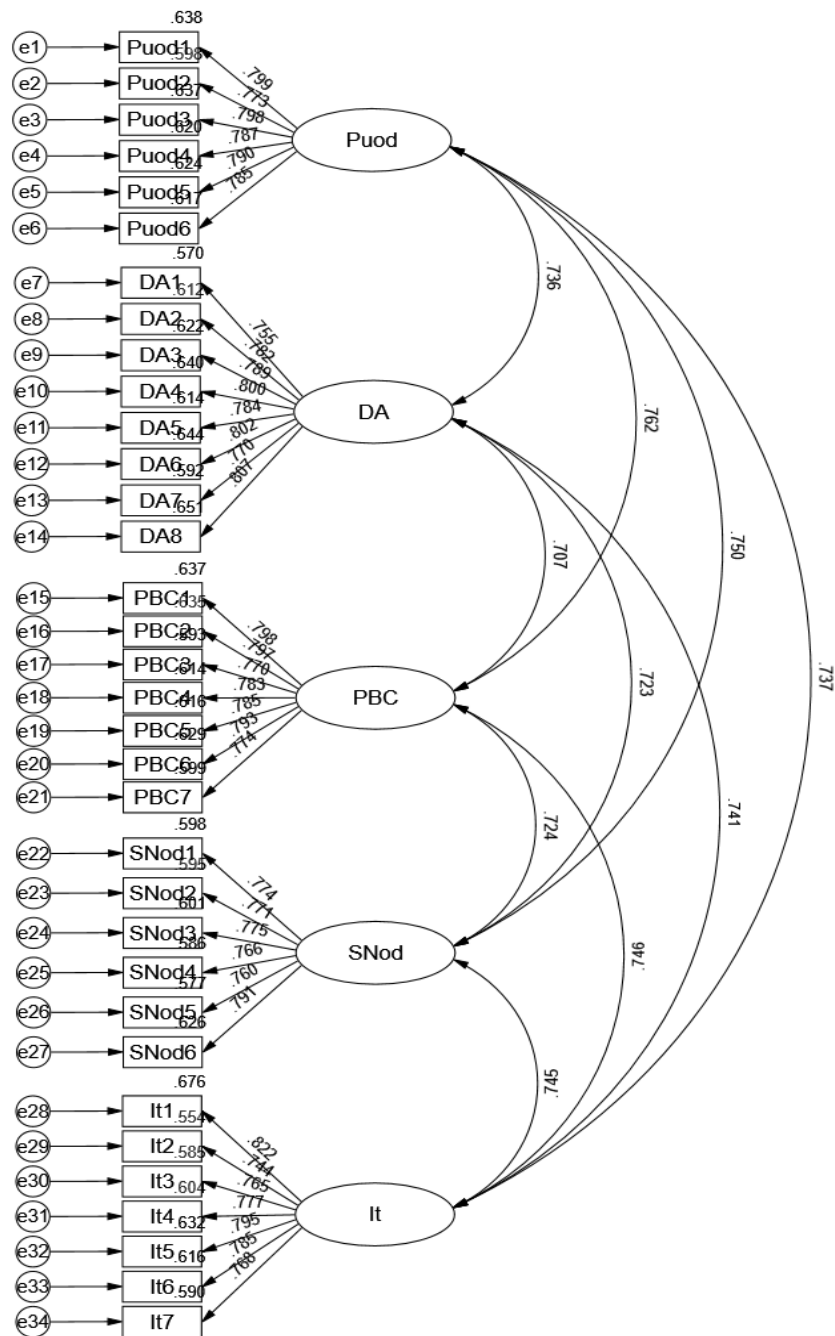 .638
e1 Puod1 .799
.598
e2 Puod2 .773
.637
e3 Puod3 .798 Puod
.620
e4 Puod4 .787
.624
e5 Puod5 .790
.617
e6 Puod6 .785
.736
.570
e7 DA1 .755
.612
e8 DA2 .782
.622
e9 DA3 .789
.640
e10 DA4 .800 DA
.614
e11 DA5 .784
.644
e12 DA6 .802
.592
e13 DA7 .770
.651
e14 DA8 .807
.762
.750
.707
.637
e15 PBC1 .798
.635
e16 PBC2 .797
.593
e17 PBC3 .770
.614
e18 PBC4 .783 PBC
.616
e19 PBC5 .785
.629
e20 PBC6 .793
.599
e21 PBC7 .774
.723
.737
.741
.724
.598
e22 SNod1 .774
.595
e23 SNod2 .771
.601
e24 SNod3 .775 SNod
.586
e25 SNod4 .766
.577
e26 SNod5 .760
.626
e27 SNod6 .791
.746
.745
.676
e28 It1 .822
.554
e29 It2 .744
.585
e30 It3 .765
.604
e31 It4 .777 It
.632
e32 It5 .795
.616
e33 It6 .785
.590
e34 It7 .768